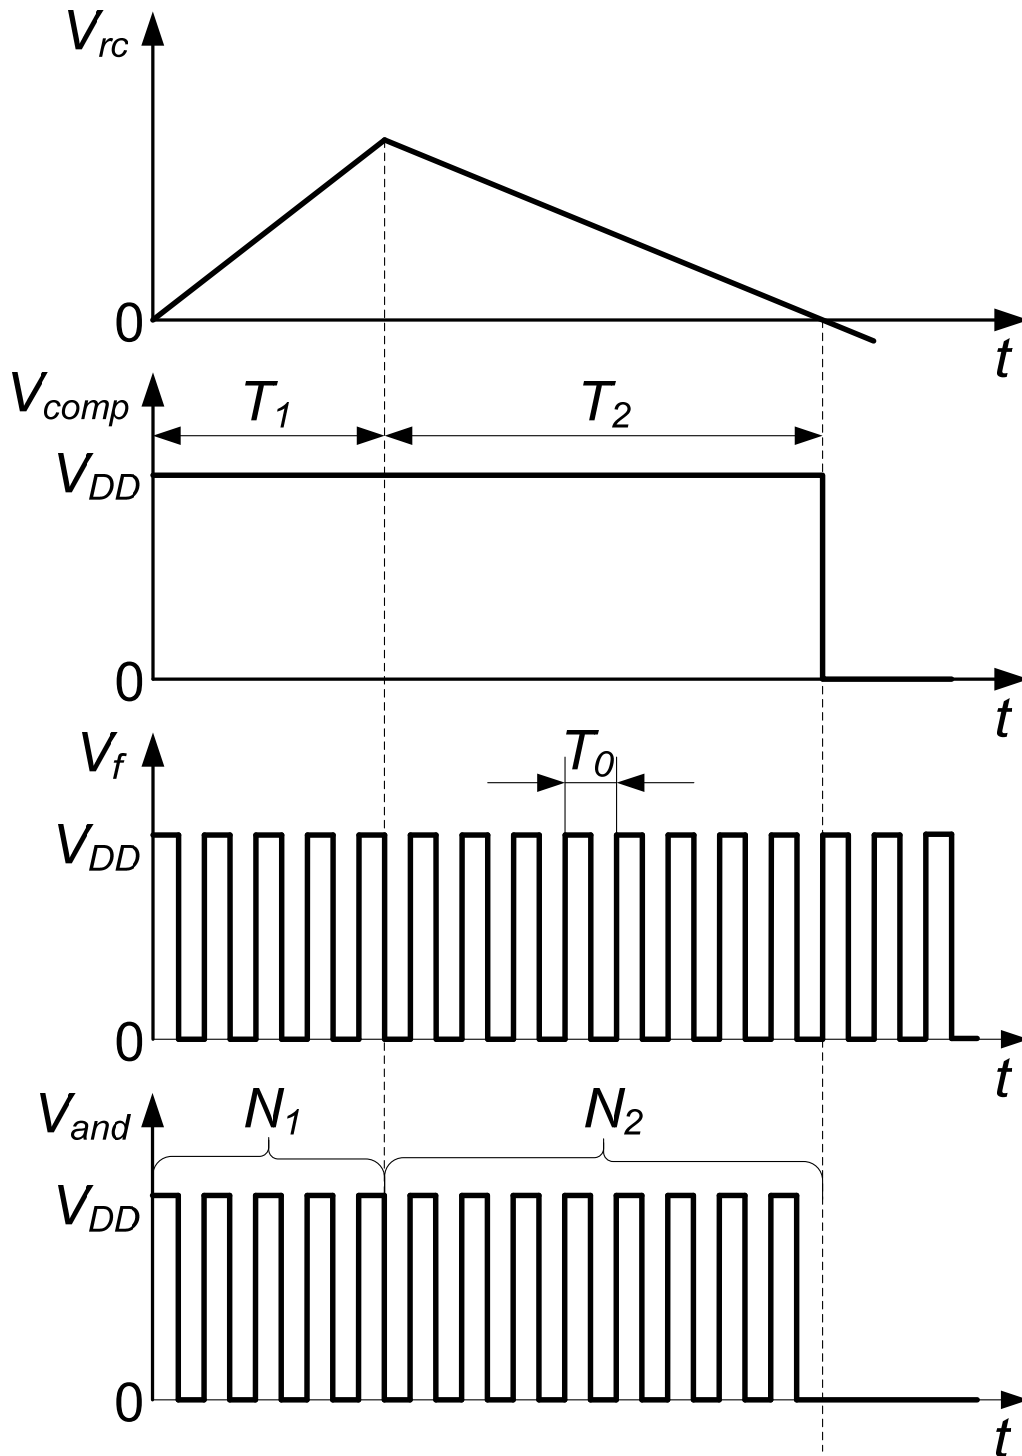 V_rc
0
t
V_comp
T_1
T_2
V_DD
0
t
V_f
T_0
V_DD
0
t
V_and
N_1
N_2
V_DD
0
t